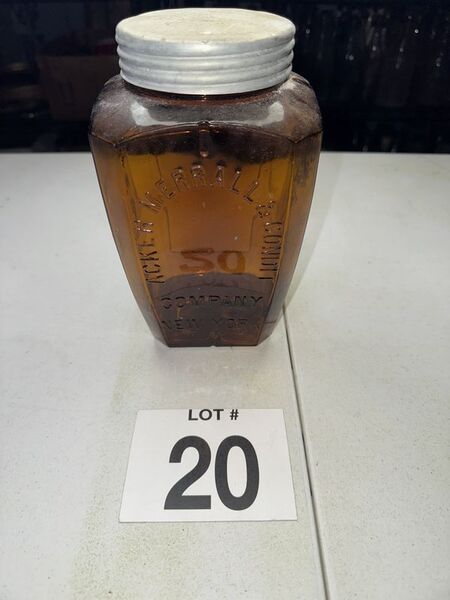 ACKER MERRALL & CONDIT
50
COMPANY
NEW YORK
LOT #
20